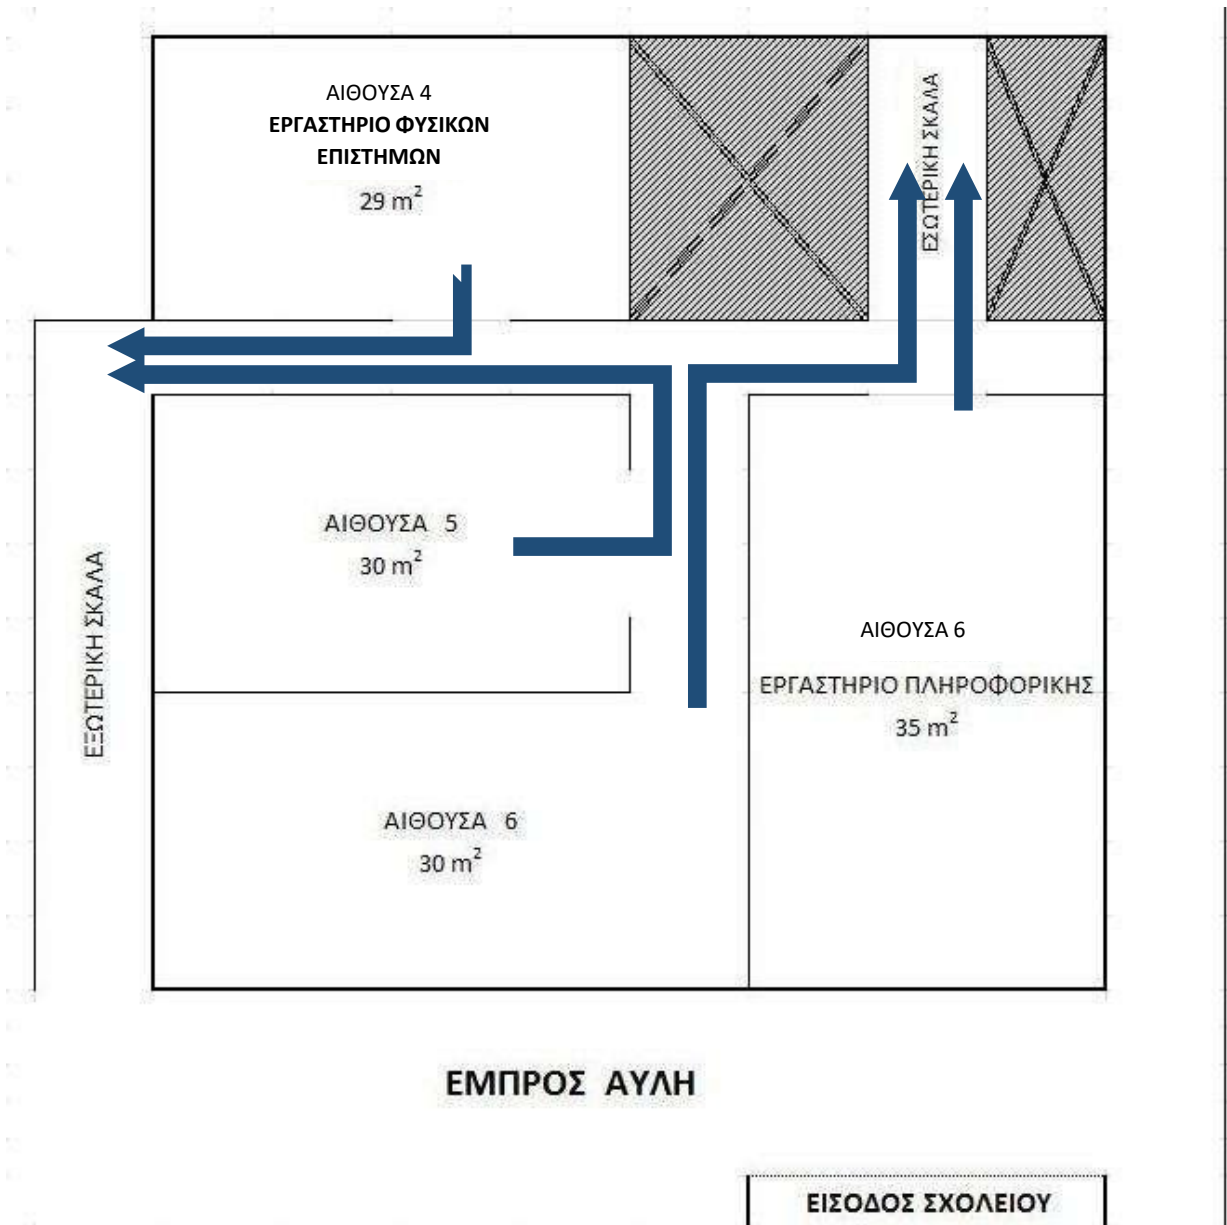 ΑΙΘΟΥΣΑ 4
ΕΡΓΑΣΤΗΡΙΟ ΦΥΣΙΚΩΝ
ΕΠΙΣΤΗΜΩΝ
29 m²
ΕΣΩΤΕΡΙΚΗ ΣΚΑΛΑ
ΑΙΘΟΥΣΑ 5
30 m²
ΕΞΩΤΕΡΙΚΗ ΣΚΑΛΑ
ΑΙΘΟΥΣΑ 6
ΕΡΓΑΣΤΗΡΙΟ ΠΛΗΡΟΦΟΡΙΚΗΣ
35 m²
ΑΙΘΟΥΣΑ 6
30 m²
ΕΜΠΡΟΣ ΑΥΛΗ
ΕΙΣΟΔΟΣ ΣΧΟΛΕΙΟΥ